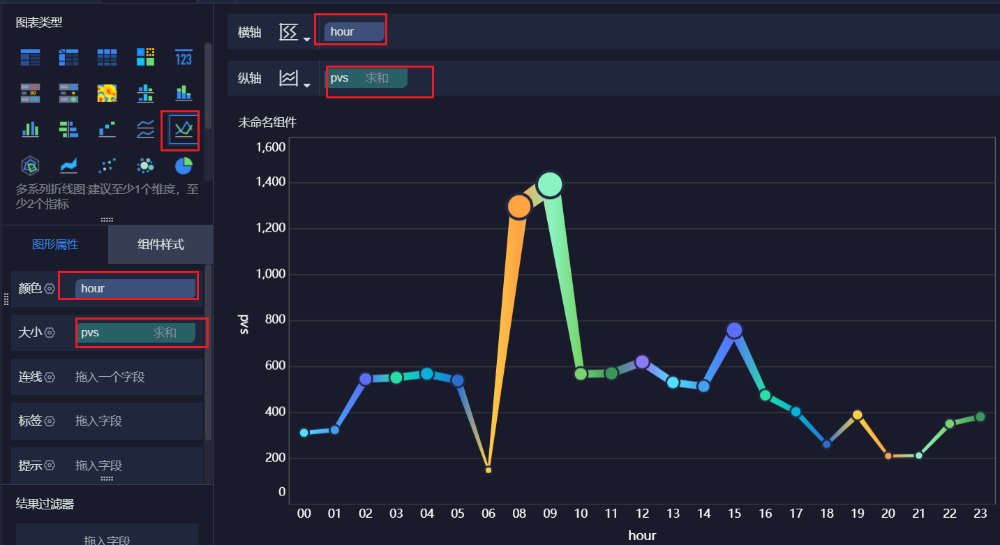 图表类型
123
90
多系列折线图:建议至少1个维度，至
少2个指标
图形属性
组件样式
颜色
hour
大小
pvs 求和
连线
拖入一个字段
标签
拖入字段
提示
拖入字段
结果过滤器
拖入字段
横轴
hour
纵轴
pvs 求和
未命名组件
1,600
1,400
1,200
1,000
800
600
400
200
0
pvs
00 01 02 03 04 05 06 08 09 10 11 12 13 14 15 16 17 18 19 20 21 22 23
hour